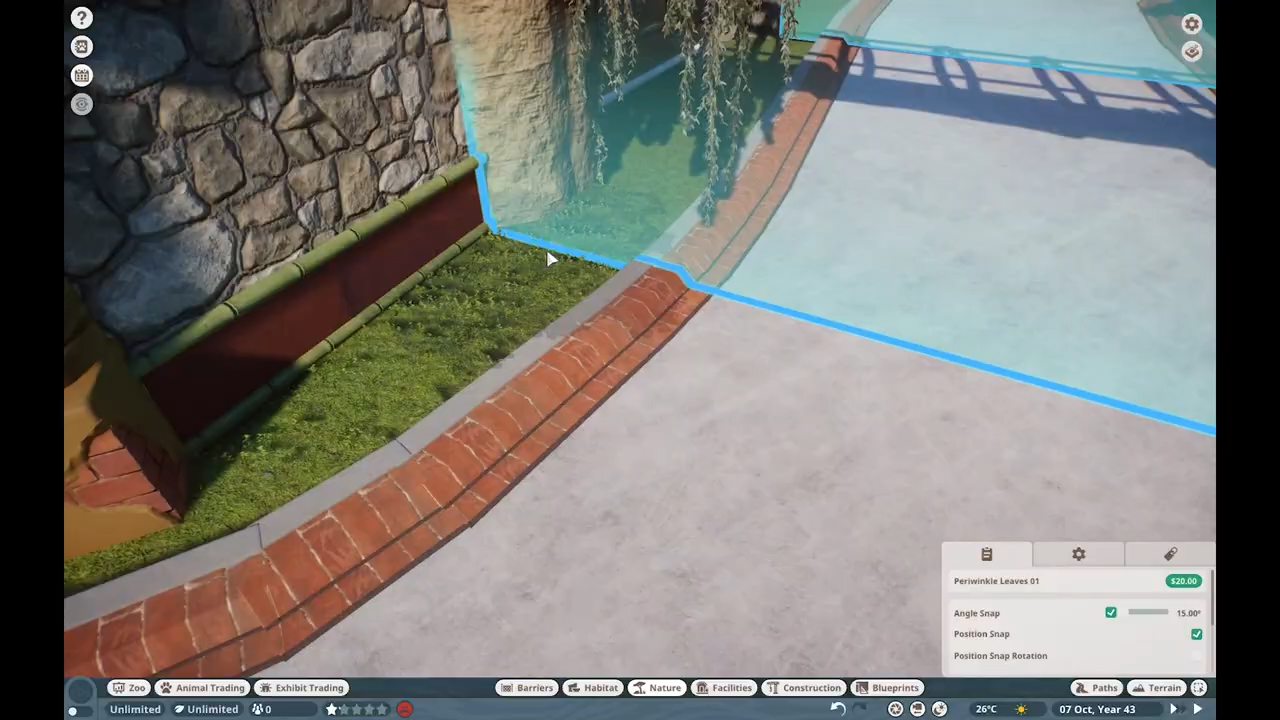 Periwinkle Leaves 01 $20.00
Angle Snap 15.00°
Position Snap
Position Snap Rotation
Zoo Animal Trading Exhibit Trading Barriers Habitat Nature Facilities Construction Blueprints Paths Terrain
Unlimited Unlimited 0 26°C 07 Oct, Year 43